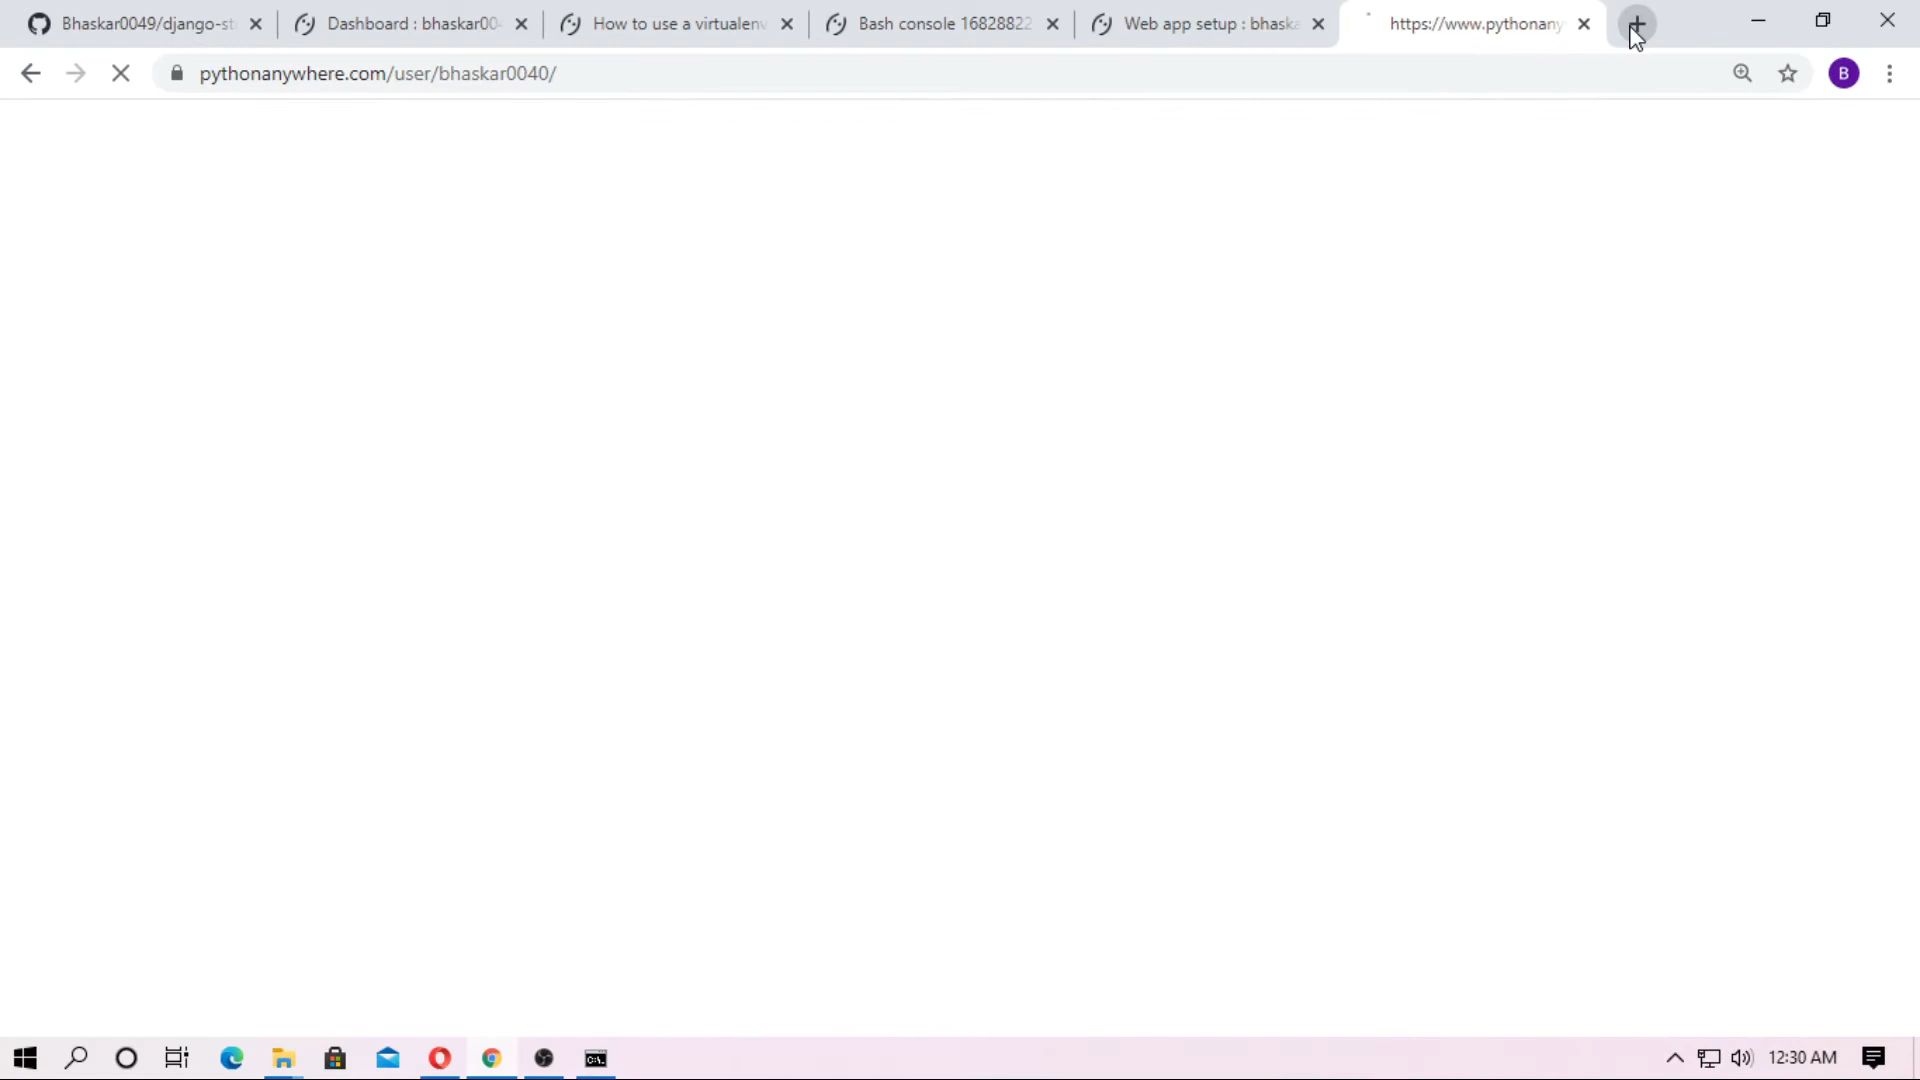 Bhaskar0049/django-st
Dashboard : bhaskar00
How to use a virtualenv
Bash console 16828822
Web app setup : bhaska
https://www.pythonany
pythonanywhere.com/user/bhaskar0040/
B
C:\.
12:30 AM